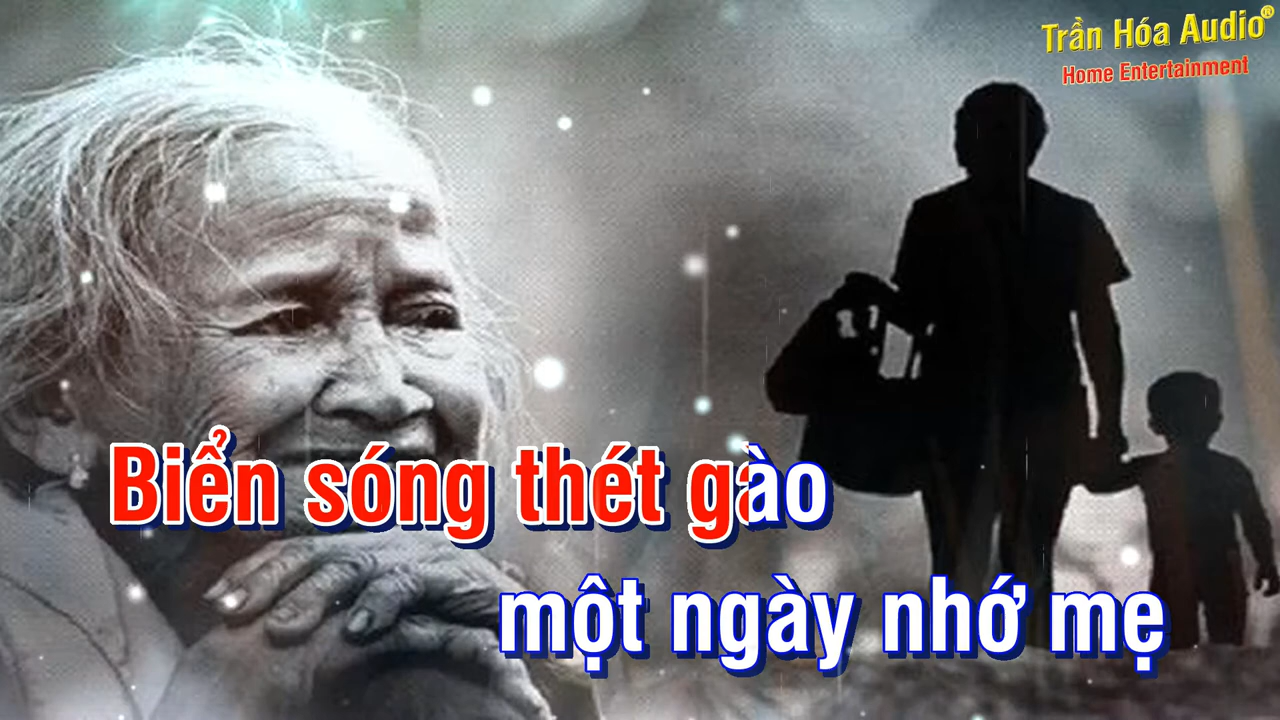 Trần Hóa Audio®
Home Entertainment
Biển sóng thét gào
một ngày nhớ mẹ